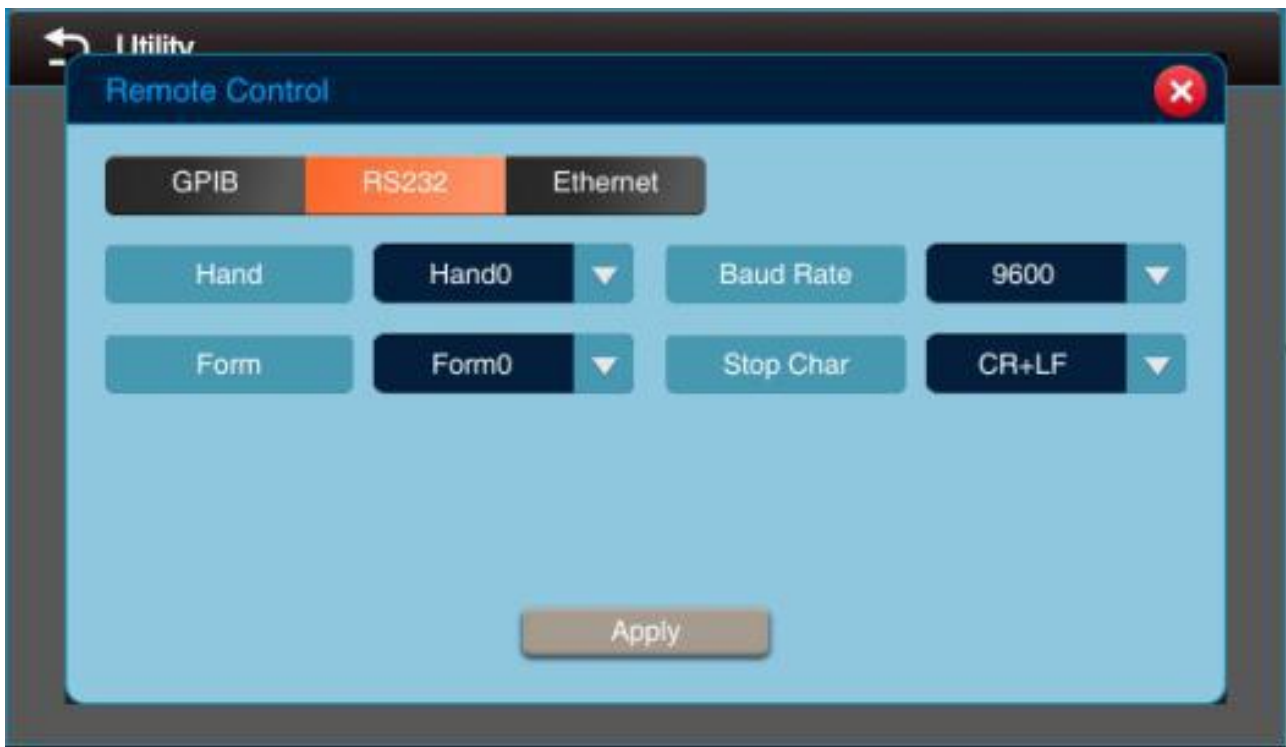 Utility
Remote Control
GPIB RS232 Ethernet
Hand Hand0 Baud Rate 9600
Form Form0 Stop Char CR+LF
Apply